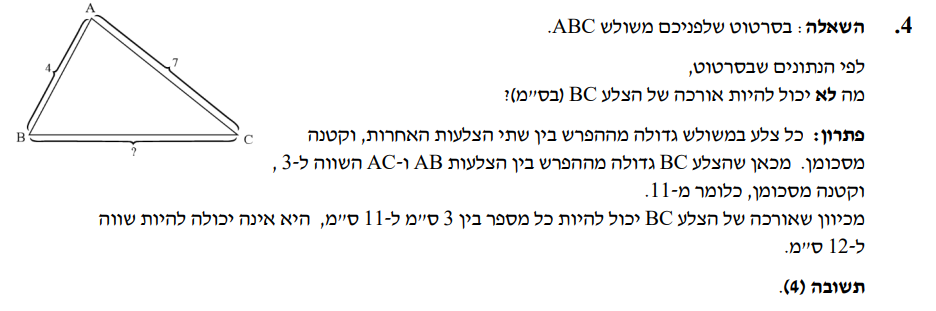 4. השאלה: בסרטוט שלפניכם משולש ABC.
לפי הנתונים שבסרטוט,
מה לא יכול להיות אורכה של הצלע BC (בס״מ)?
פתרון: כל צלע במשולש גדולה מההפרש בין שתי הצלעות האחרות, וקטנה
מסכומן. מכאן שהצלע BC גדולה מההפרש בין הצלעות AB ו-AC השווה ל-3,
וקטנה מסכומן, כלומר מ-11.
מכיוון שאורכה של הצלע BC יכול להיות כל מספר בין 3 ס״מ ל-11 ס״מ, היא אינה יכולה להיות שווה
ל-12 ס״מ.
תשובה (4).
A
4
7
B
C
?